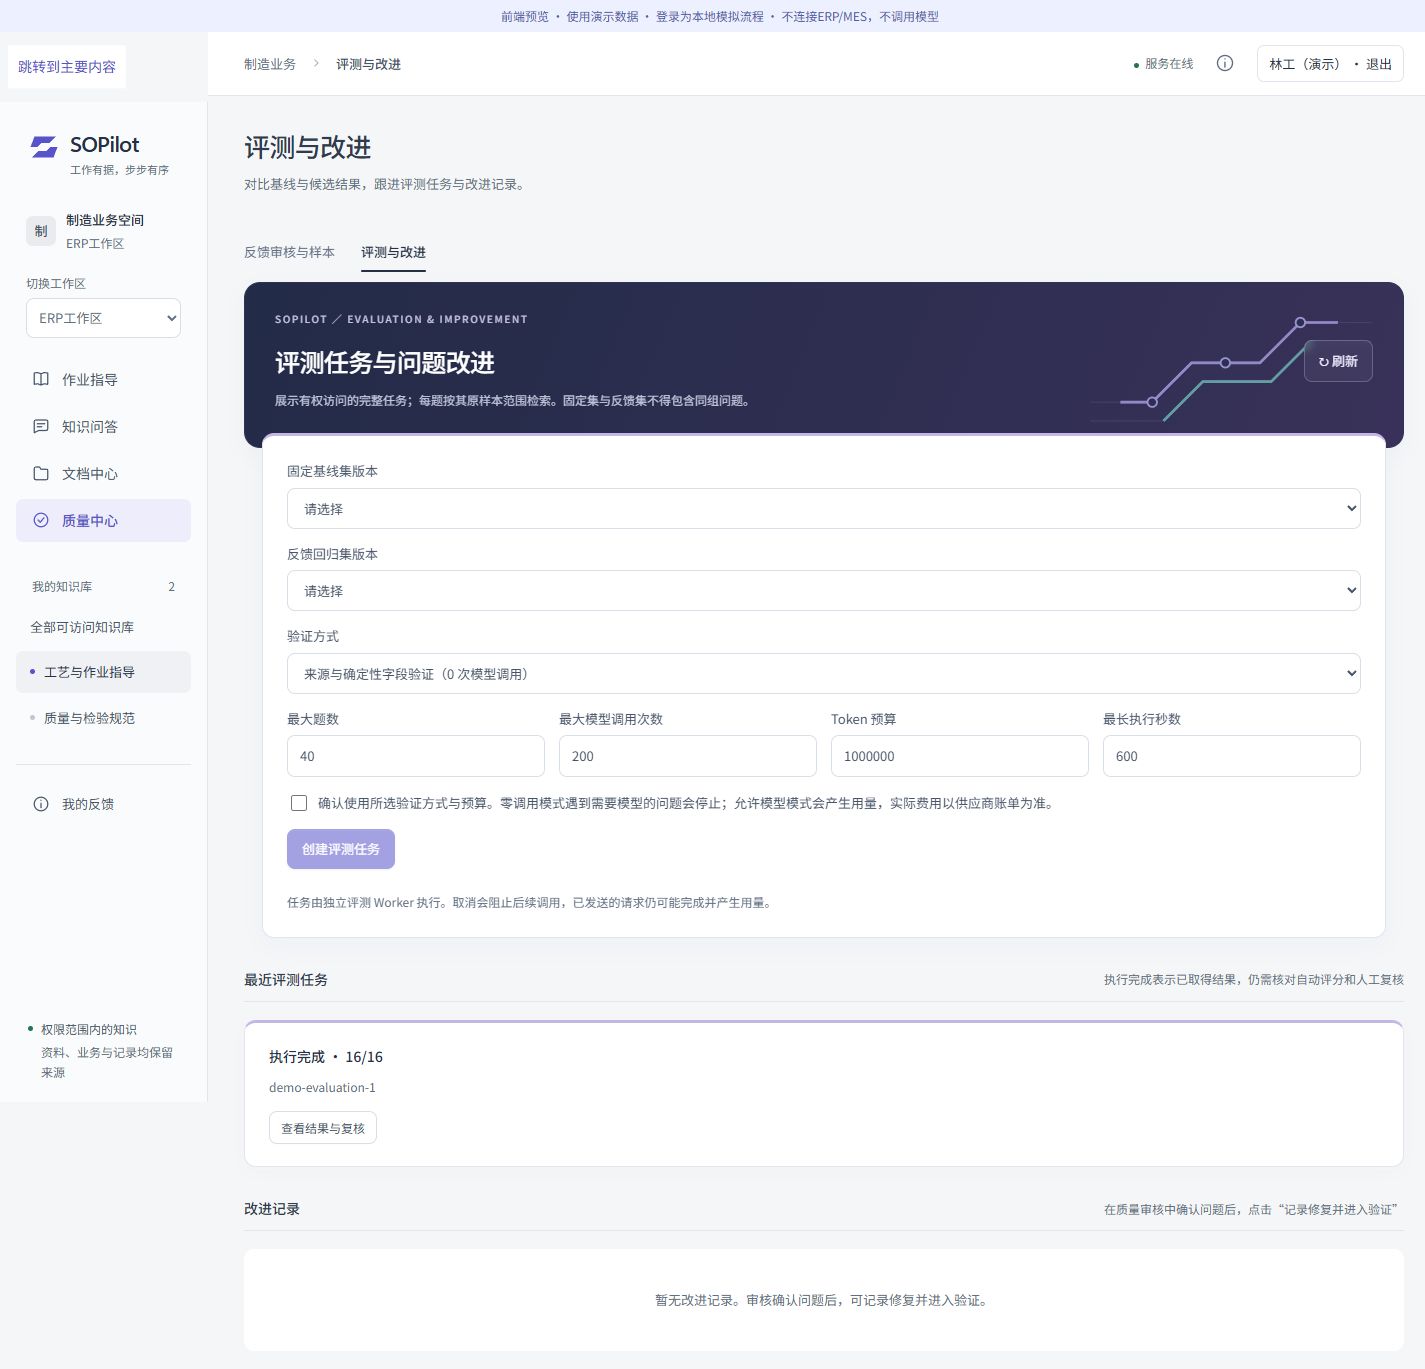 前端预览 • 使用演示数据 • 登录为本地模拟流程 • 不连接ERP/MES，不调用模型
跳转到主要内容
制造业务
评测与改进
服务在线
林工（演示） • 退出
SOPilot
工作有据，步步有序
制
制造业务空间
ERP工作区
切换工作区
ERP工作区
作业指导
知识问答
文档中心
质量中心
我的知识库 2
全部可访问知识库
工艺与作业指导
质量与检验规范
我的反馈
权限范围内的知识
资料、业务与记录均保留
来源
评测与改进
对比基线与候选结果，跟进评测任务与改进记录。
反馈审核与样本
评测与改进
SOPILOT ／ EVALUATION & IMPROVEMENT
评测任务与问题改进
展示有权访问的完整任务；每题按其原样本范围检索。固定集与反馈集不得包含同组问题。
↻ 刷新
固定基线集版本
请选择
反馈回归集版本
请选择
验证方式
来源与确定性字段验证（0 次模型调用）
最大题数
40
最大模型调用次数
200
Token 预算
1000000
最长执行秒数
600
确认使用所选验证方式与预算。零调用模式遇到需要模型的问题会停止；允许模型模式会产生用量，实际费用以供应商账单为准。
创建评测任务
任务由独立评测 Worker 执行。取消会阻止后续调用，已发送的请求仍可能完成并产生用量。
最近评测任务
执行完成表示已取得结果，仍需核对自动评分和人工复核
执行完成 • 16/16
demo-evaluation-1
查看结果与复核
改进记录
在质量审核中确认问题后，点击“记录修复并进入验证”
暂无改进记录。审核确认问题后，可记录修复并进入验证。